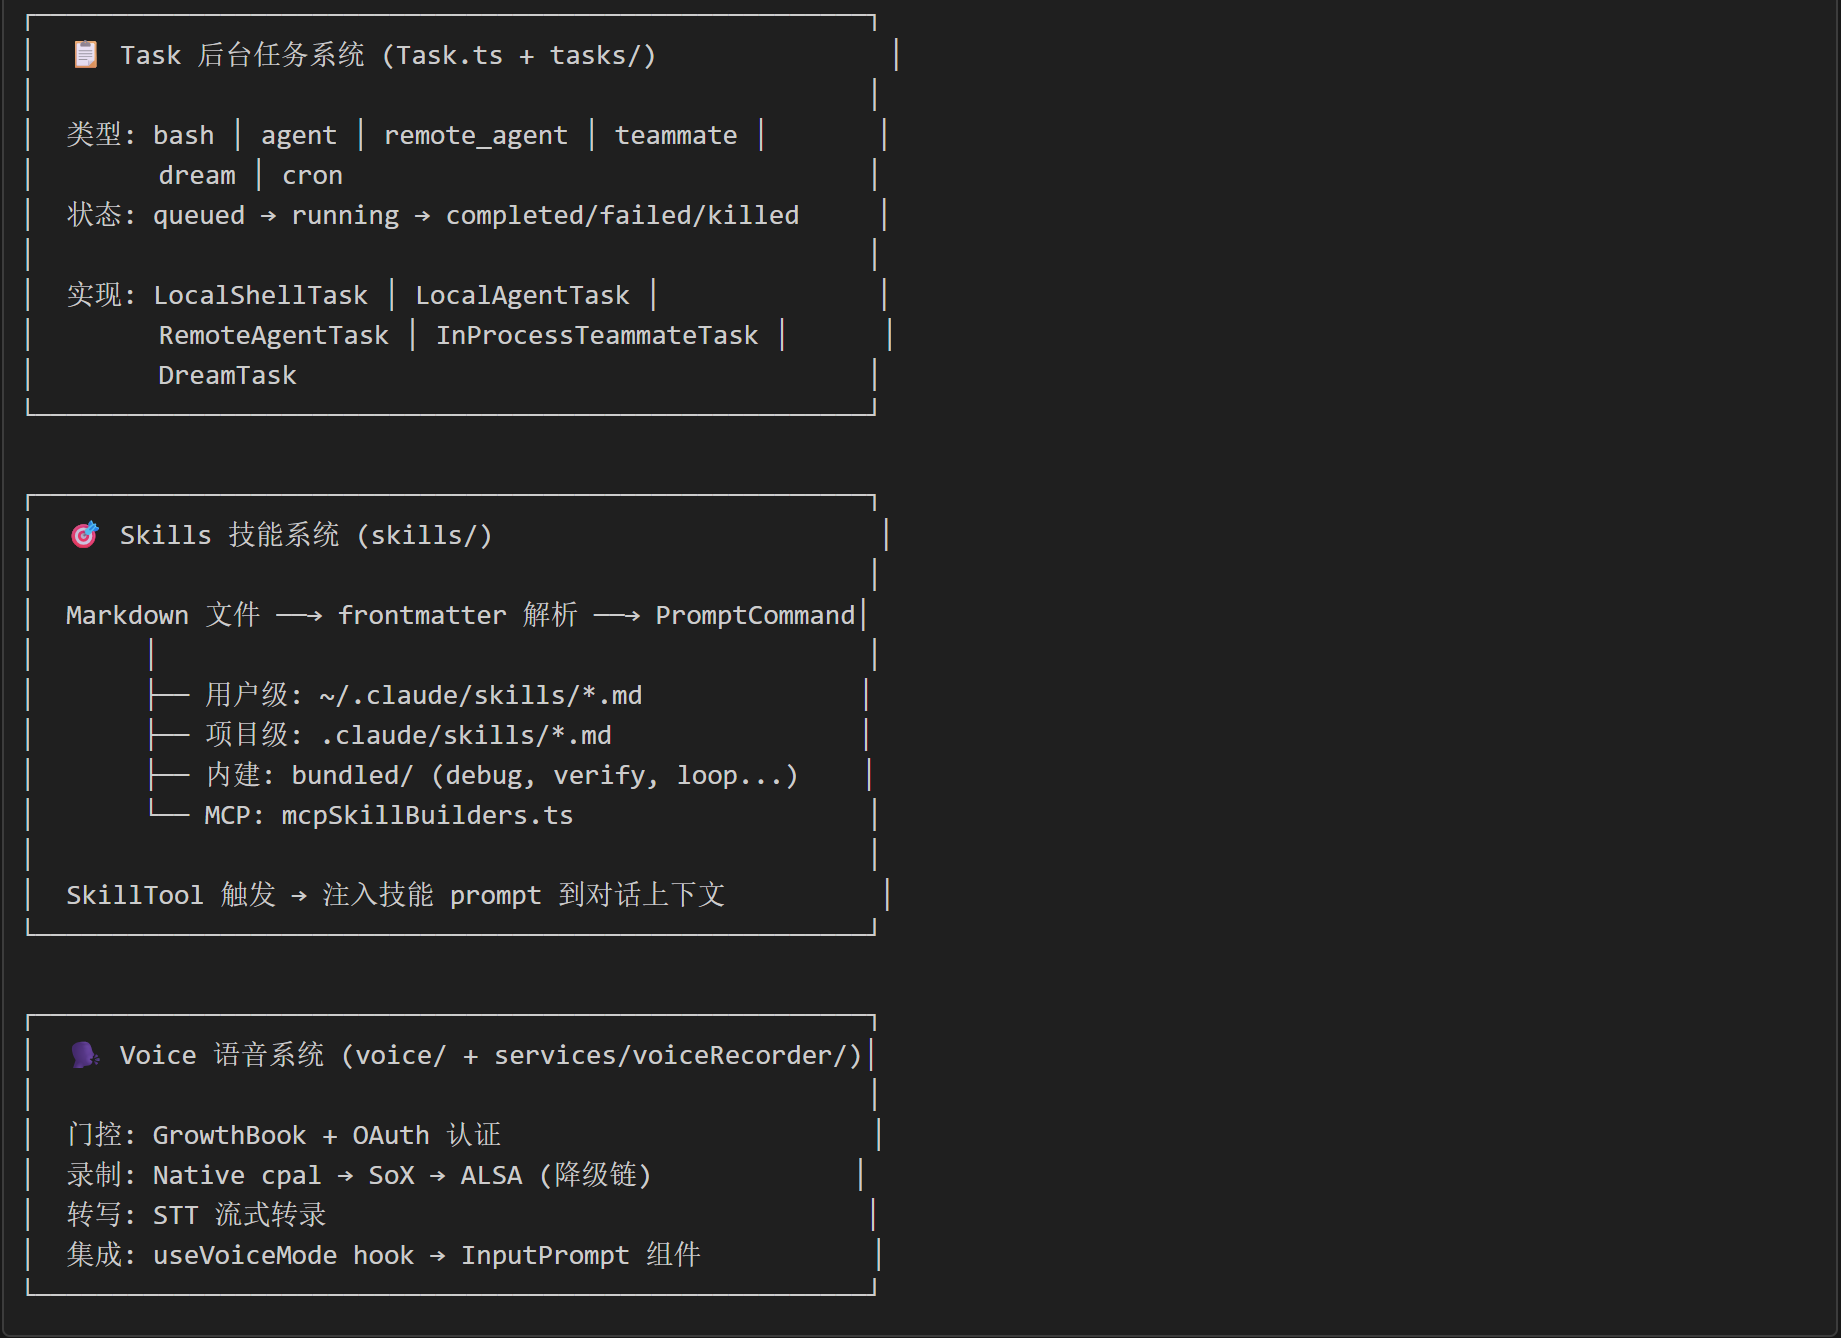 📋 Task 后台任务系统 (Task.ts + tasks/)
类型: bash │ agent │ remote_agent │ teammate │
dream │ cron
状态: queued → running → completed/failed/killed
实现: LocalShellTask │ LocalAgentTask │
RemoteAgentTask │ InProcessTeammateTask │
DreamTask
🎯 Skills 技能系统 (skills/)
Markdown 文件 ──→ frontmatter 解析 ──→ PromptCommand
├── 用户级: ~/.claude/skills/*.md
├── 项目级: .claude/skills/*.md
├── 内建: bundled/ (debug, verify, loop...)
└── MCP: mcpSkillBuilders.ts
SkillTool 触发 → 注入技能 prompt 到对话上下文
🗣 Voice 语音系统 (voice/ + services/voiceRecorder/)
门控: GrowthBook + OAuth 认证
录制: Native cpal → SoX → ALSA (降级链)
转写: STT 流式转录
集成: useVoiceMode hook → InputPrompt 组件